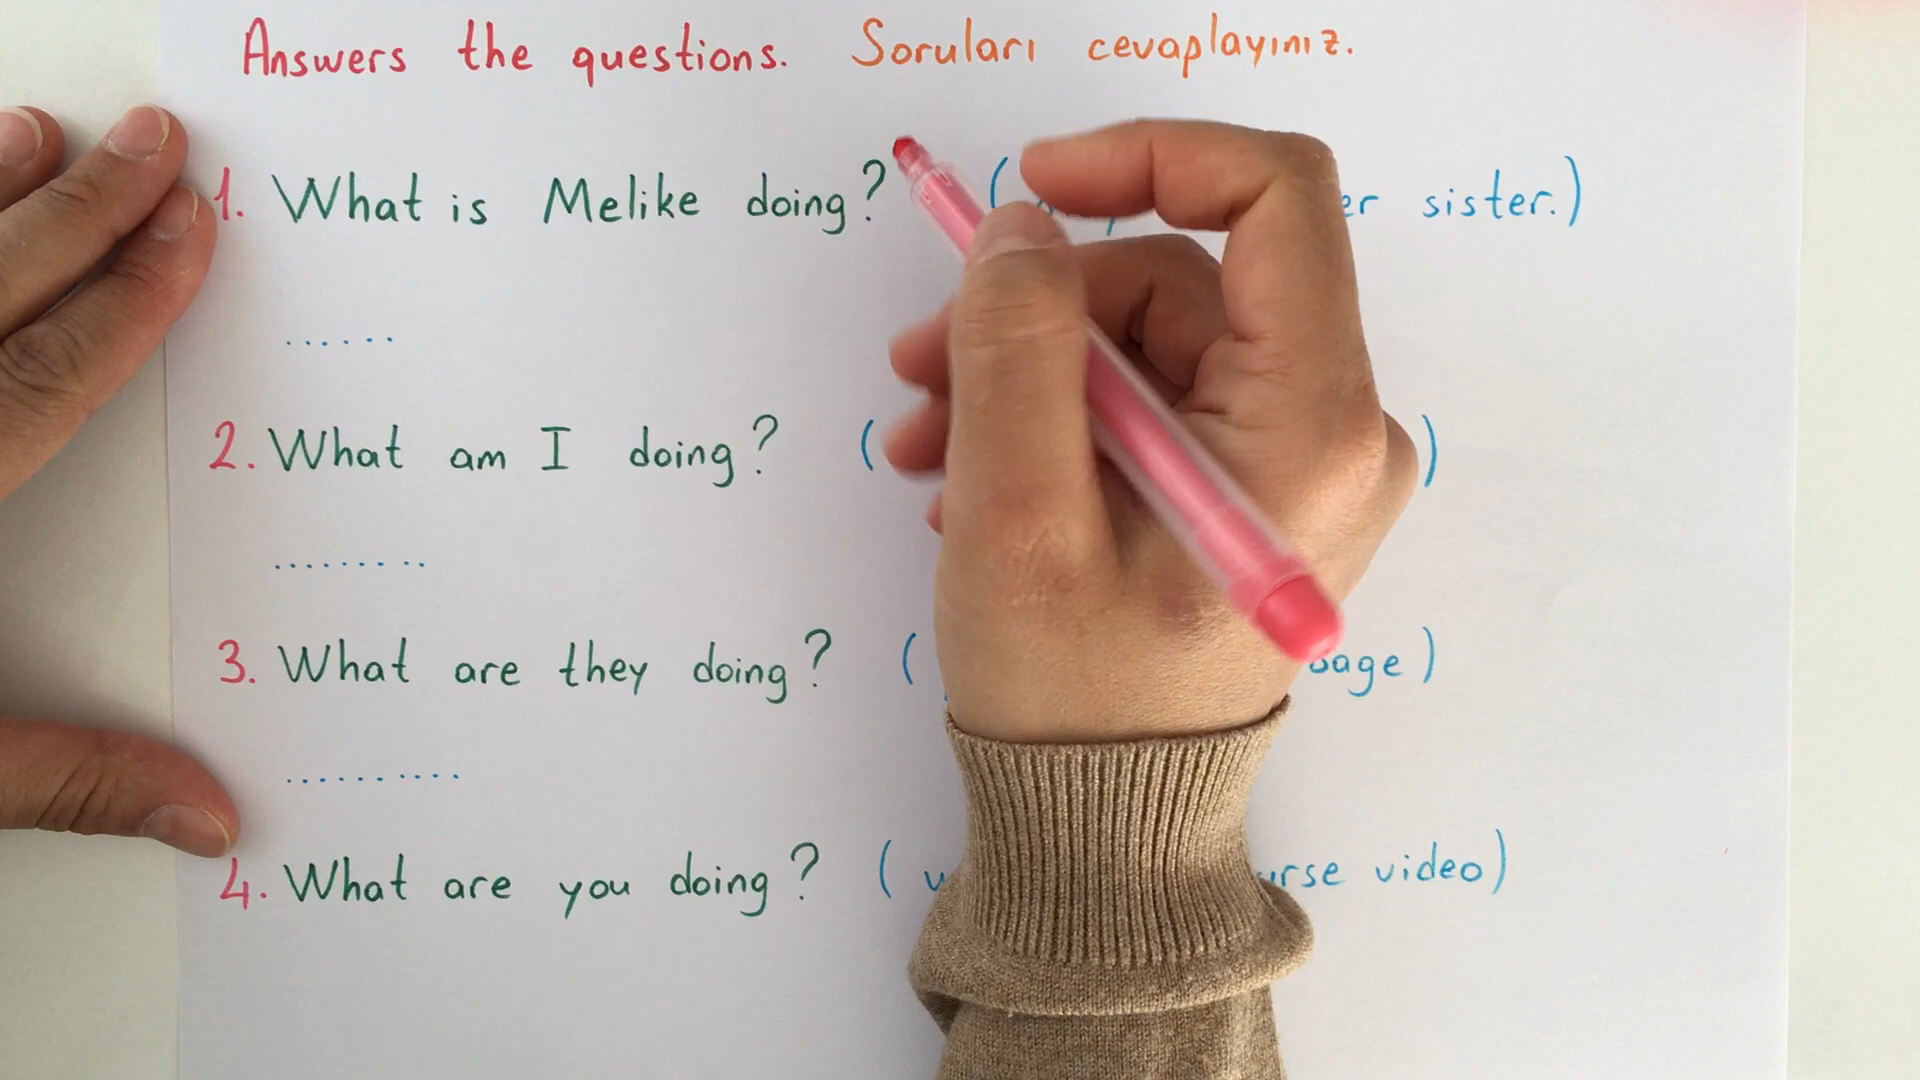 Answers the questions. Soruları cevaplayınız.
1. What is Melike doing? ( sister.)
......
2. What am I doing? ( )
.........
3. What are they doing? ( )
..........
4. What are you doing? ( video)